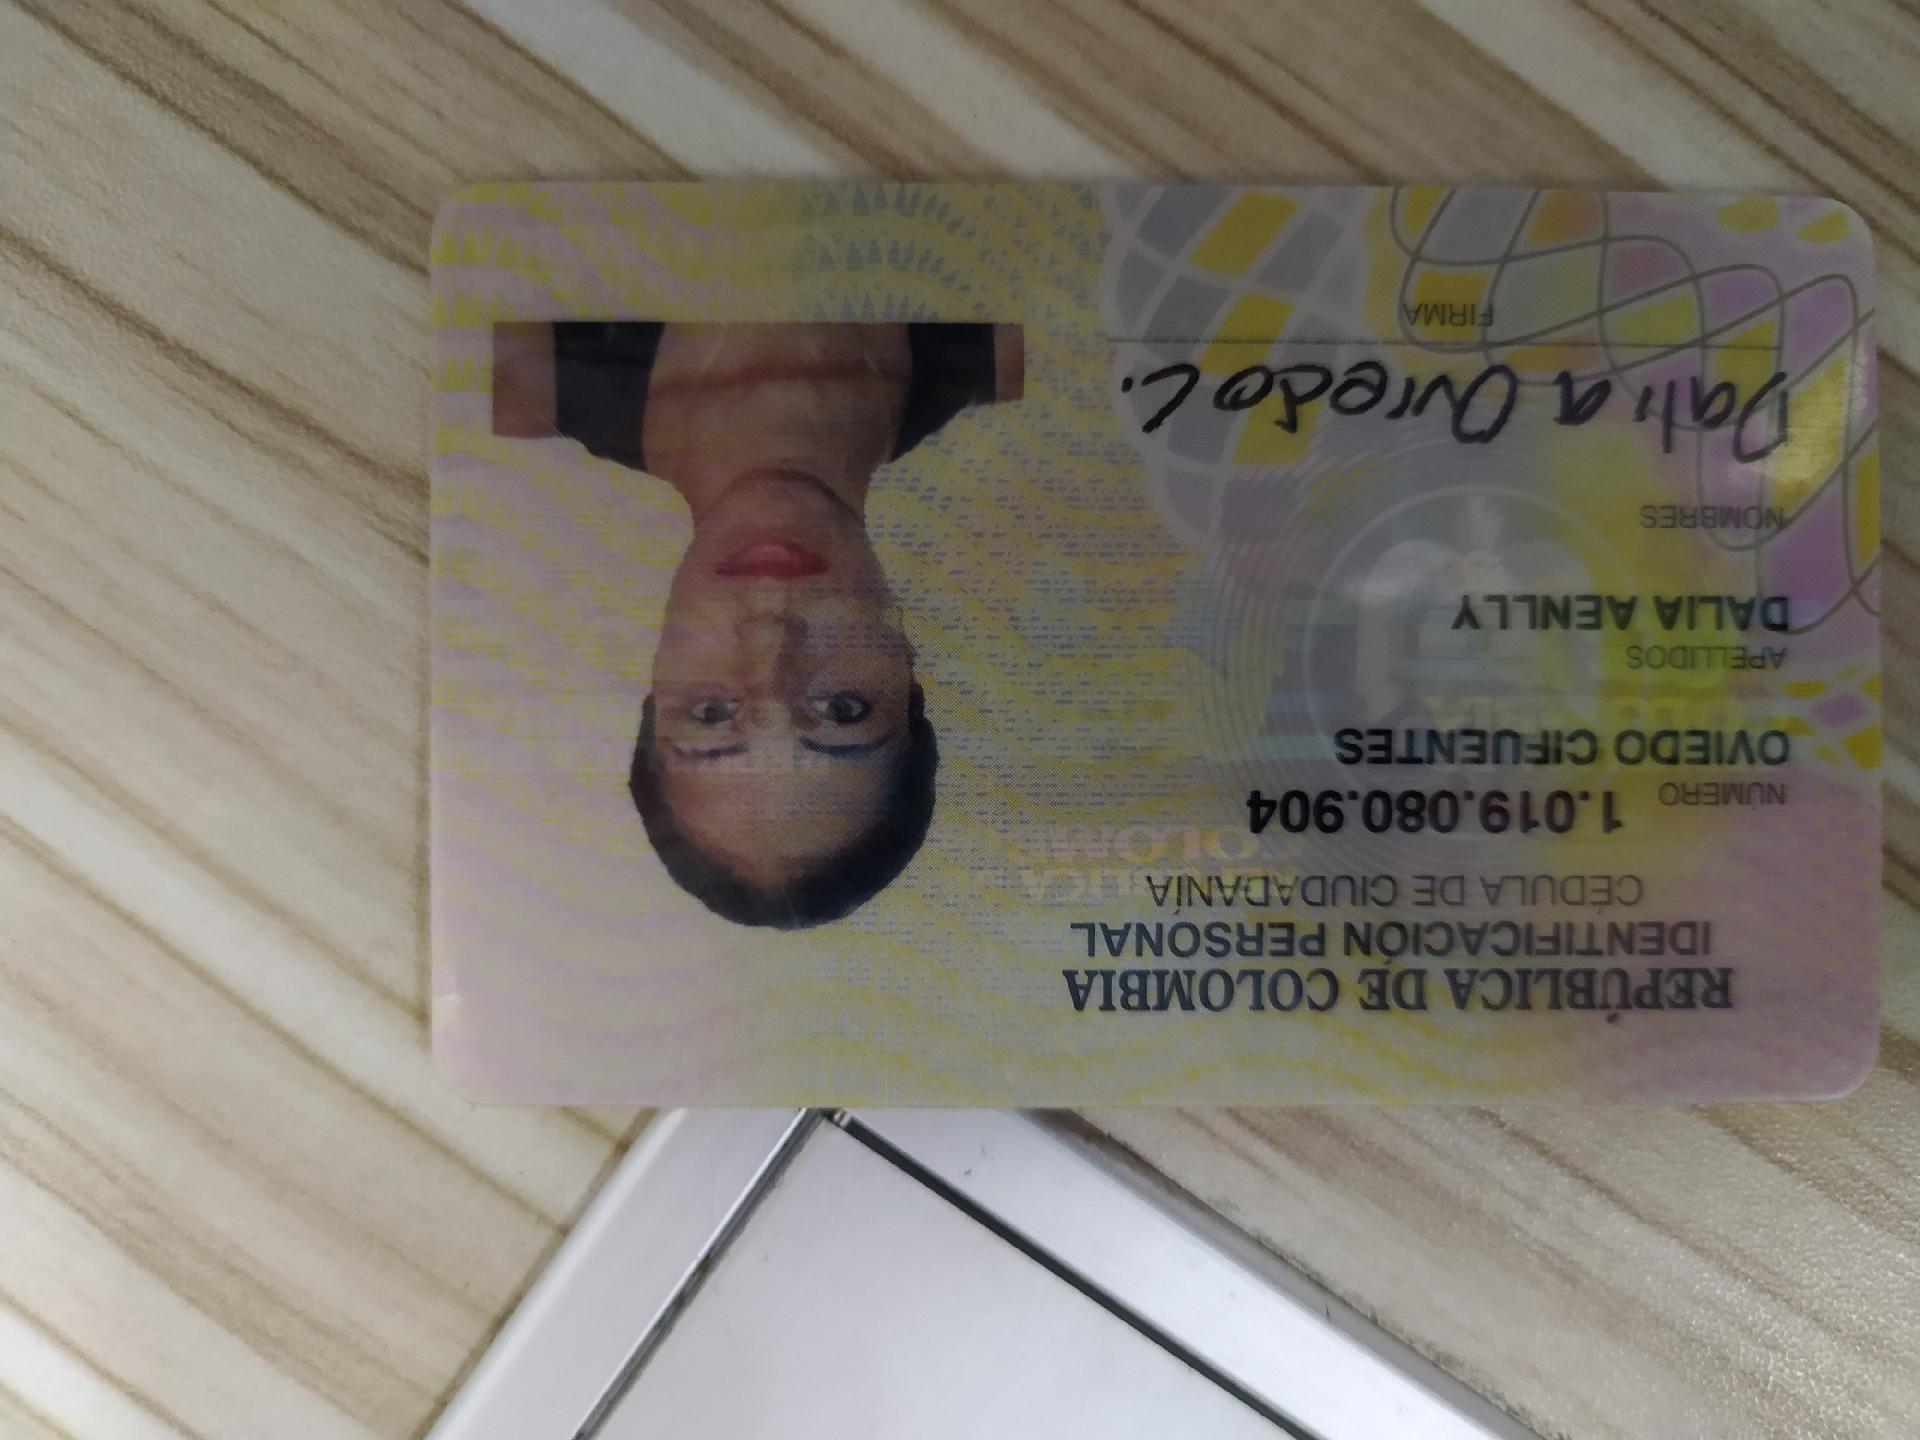 REPÚBLICA DE COLOMBIA
IDENTIFICACIÓN PERSONAL
CÉDULA DE CIUDADANÍA
NÚMERO 1.019.080.904
OVIEDO CIFUENTES
APELLIDOS
DALIA AENLLY
NOMBRES
Dalia Oviedo C.
FIRMA